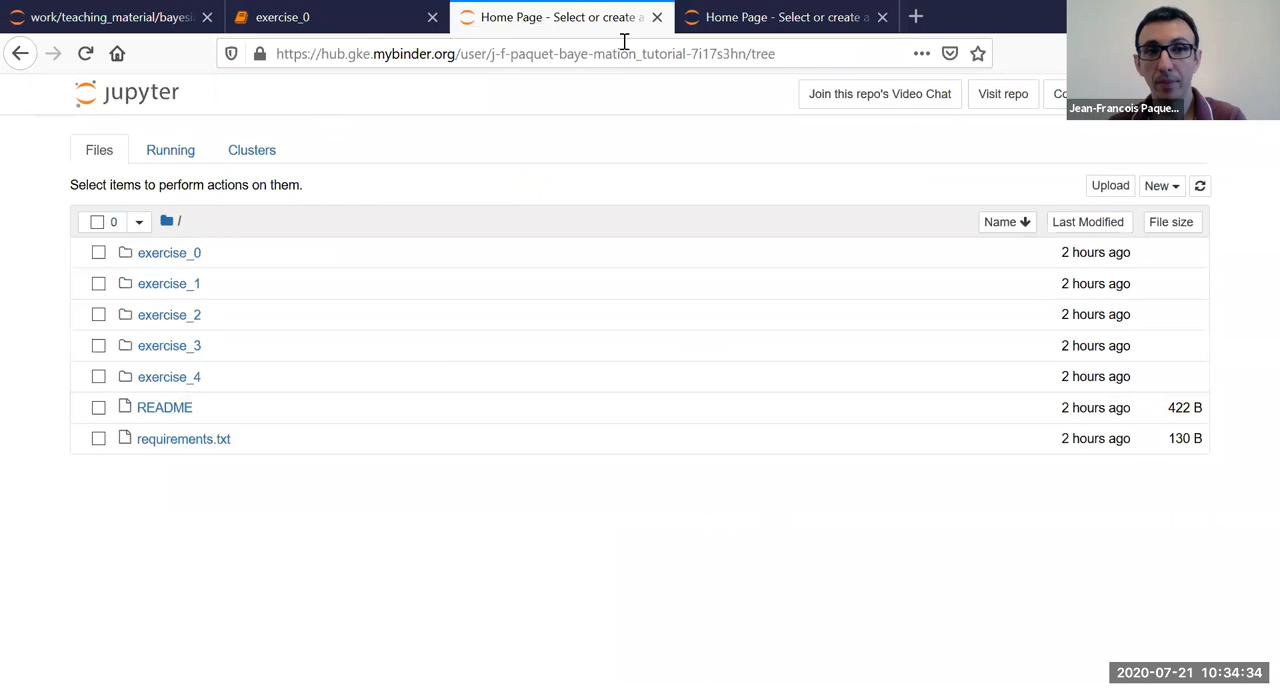 work/teaching_material/bayesi
exercise_0
Home Page - Select or create a
Home Page - Select or create a
https://hub.gke.mybinder.org/user/j-f-paquet-baye-mation_tutorial-7i17s3hn/tree
jupyter
Join this repo's Video Chat
Visit repo
Co
Jean-Francois Paque...
Files
Running
Clusters
Select items to perform actions on them.
Upload
New
0
/
Name
Last Modified
File size
exercise_0
2 hours ago
exercise_1
2 hours ago
exercise_2
2 hours ago
exercise_3
2 hours ago
exercise_4
2 hours ago
README
2 hours ago
422 B
requirements.txt
2 hours ago
130 B
2020-07-21 10:34:34